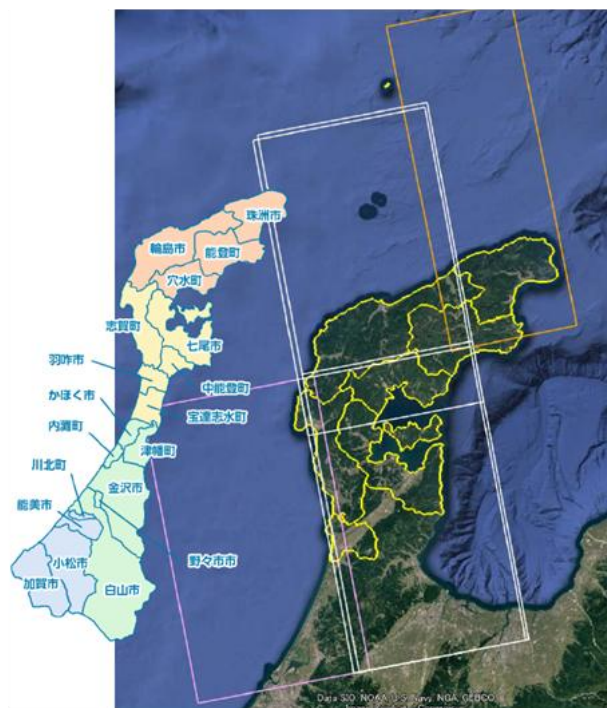 珠洲市
輪島市
能登町
穴水町
志賀町
七尾市
羽咋市
中能登町
かほく市
宝達志水町
内灘町
津幡町
川北町
金沢市
能美市
野々市市
小松市
加賀市
白山市
Data SIO, NOAA, U.S. Navy, NGA, GEBCO